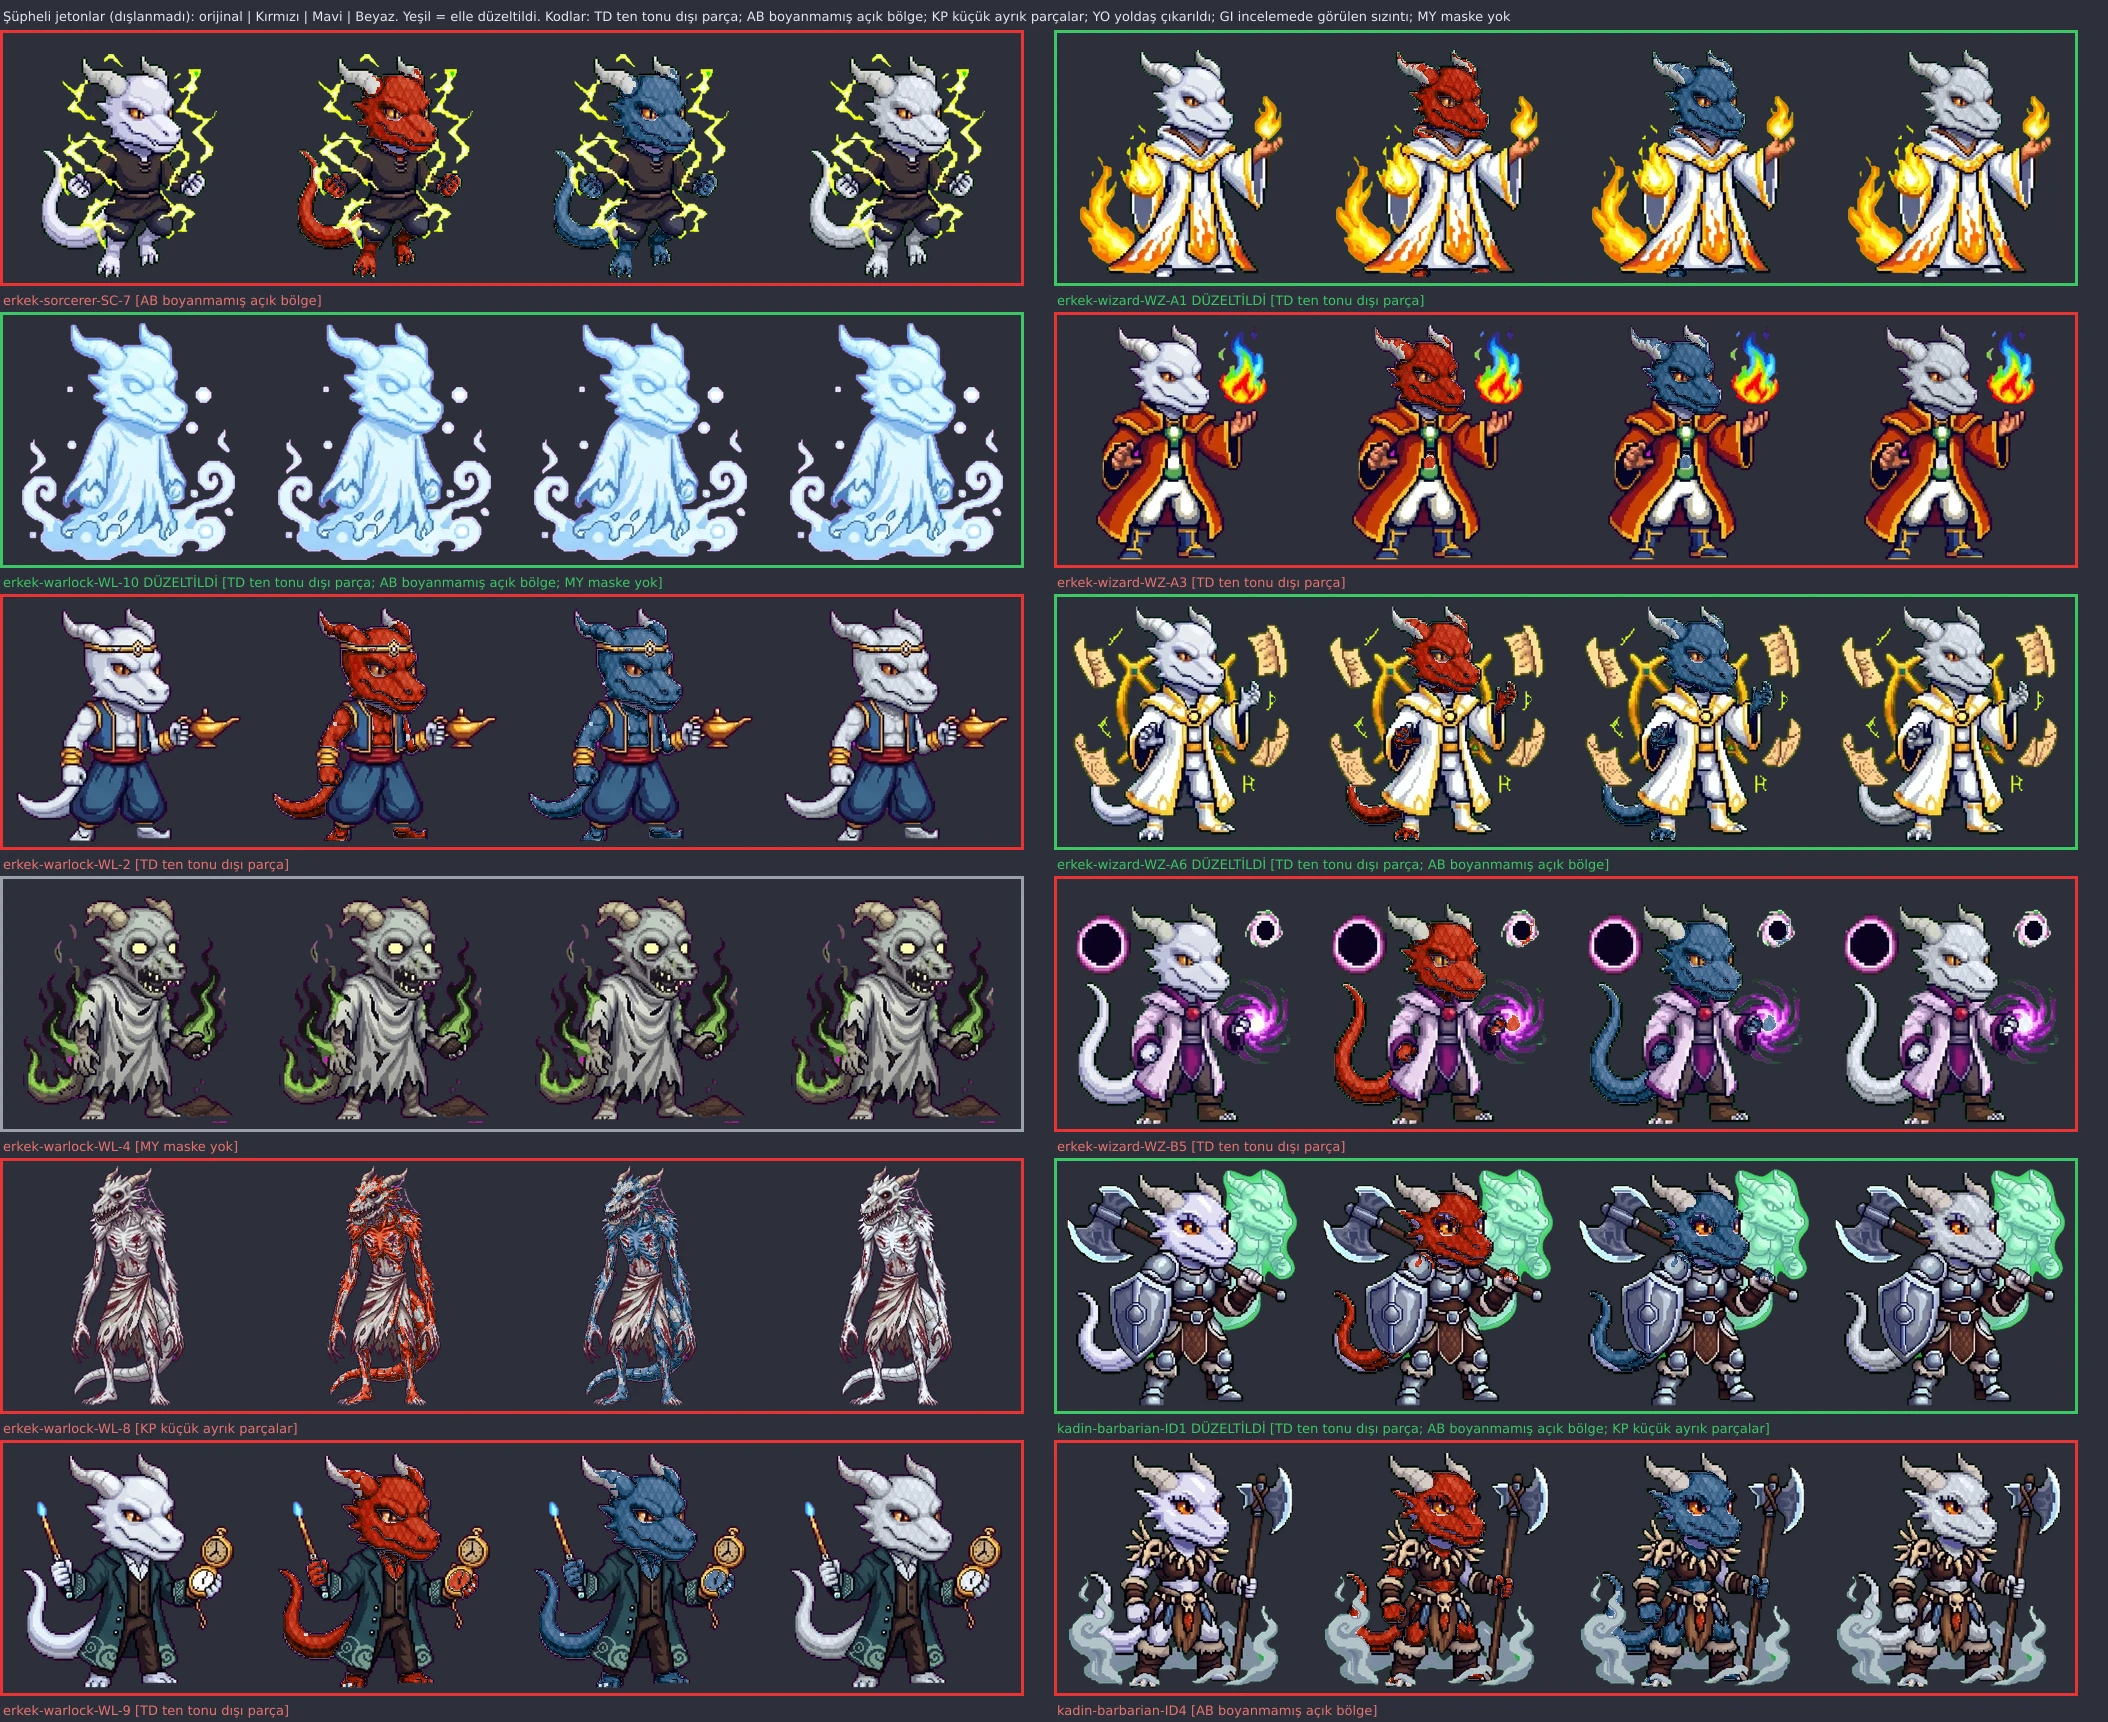 Şüpheli jetonlar (dışlanmadı): orijinal | Kırmızı | Mavi | Beyaz. Yeşil = elle düzeltildi. Kodlar: TD ten tonu dışı parça; AB boyanmamış açık bölge; KP küçük ayrık parçalar; YO yoldaş çıkarıldı; GI incelemede görülen sızıntı; MY maske yok
erkek-sorcerer-SC-7 [AB boyanmamış açık bölge]
erkek-wizard-WZ-A1 DÜZELTİLDİ [TD ten tonu dışı parça]
erkek-warlock-WL-10 DÜZELTİLDİ [TD ten tonu dışı parça; AB boyanmamış açık bölge; MY maske yok]
erkek-wizard-WZ-A3 [TD ten tonu dışı parça]
erkek-warlock-WL-2 [TD ten tonu dışı parça]
erkek-wizard-WZ-A6 DÜZELTİLDİ [TD ten tonu dışı parça; AB boyanmamış açık bölge]
erkek-warlock-WL-4 [MY maske yok]
erkek-wizard-WZ-B5 [TD ten tonu dışı parça]
erkek-warlock-WL-8 [KP küçük ayrık parçalar]
kadin-barbarian-ID1 DÜZELTİLDİ [TD ten tonu dışı parça; AB boyanmamış açık bölge; KP küçük ayrık parçalar]
erkek-warlock-WL-9 [TD ten tonu dışı parça]
kadin-barbarian-ID4 [AB boyanmamış açık bölge]